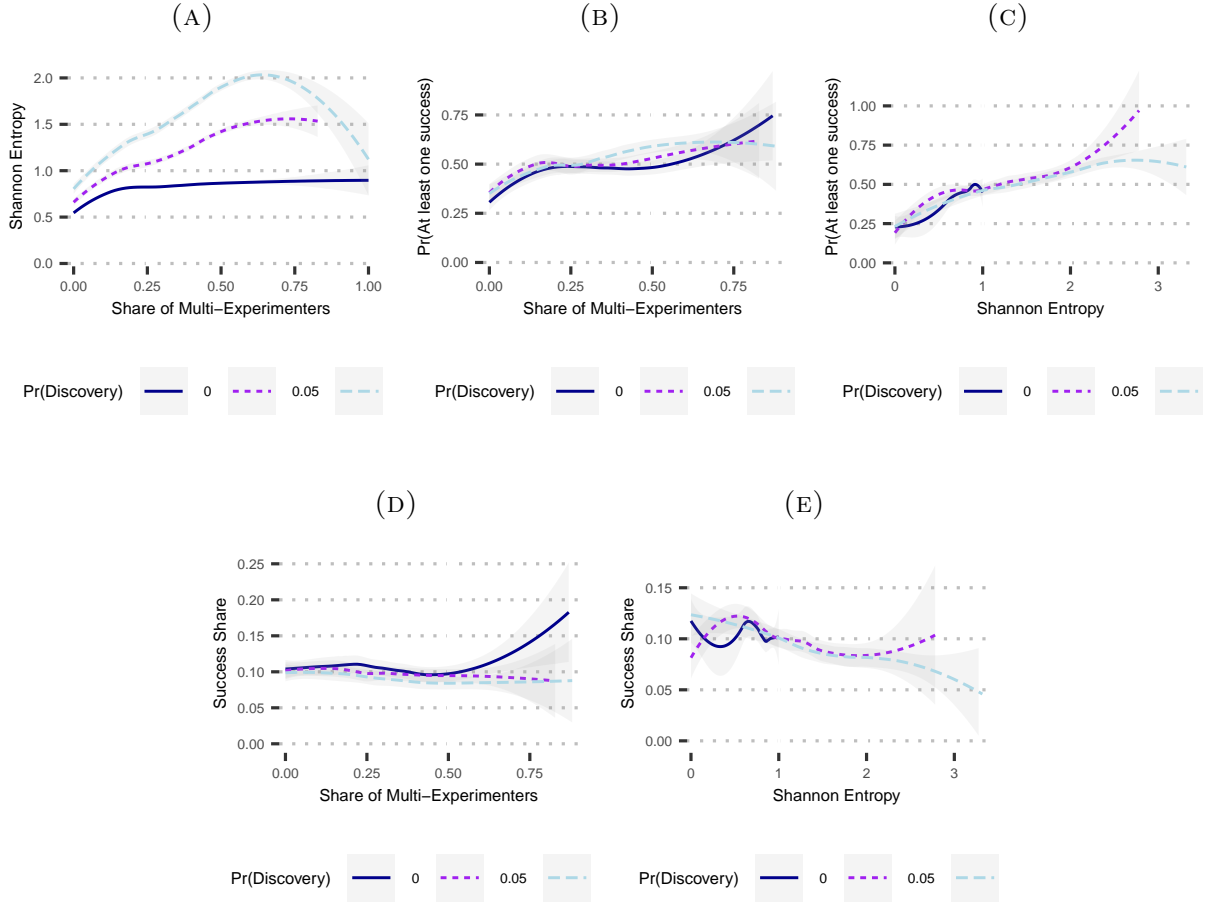 (A)
(B)
(C)
Shannon Entropy
2.0
1.5
1.0
0.5
0.0
0.00
0.25
0.50
0.75
1.00
Share of Multi−Experimenters
Pr(At least one success)
0.75
0.50
0.25
0.00
0.00
0.25
0.50
0.75
Share of Multi−Experimenters
Pr(At least one success)
1.00
0.75
0.50
0.25
0.00
0
1
2
3
Shannon Entropy
Pr(Discovery)
0
0.05
Pr(Discovery)
0
0.05
Pr(Discovery)
0
0.05
(D)
(E)
Success Share
0.25
0.20
0.15
0.10
0.05
0.00
0.00
0.25
0.50
0.75
Share of Multi−Experimenters
Success Share
0.15
0.10
0.05
0.00
0
1
2
3
Shannon Entropy
Pr(Discovery)
0
0.05
Pr(Discovery)
0
0.05